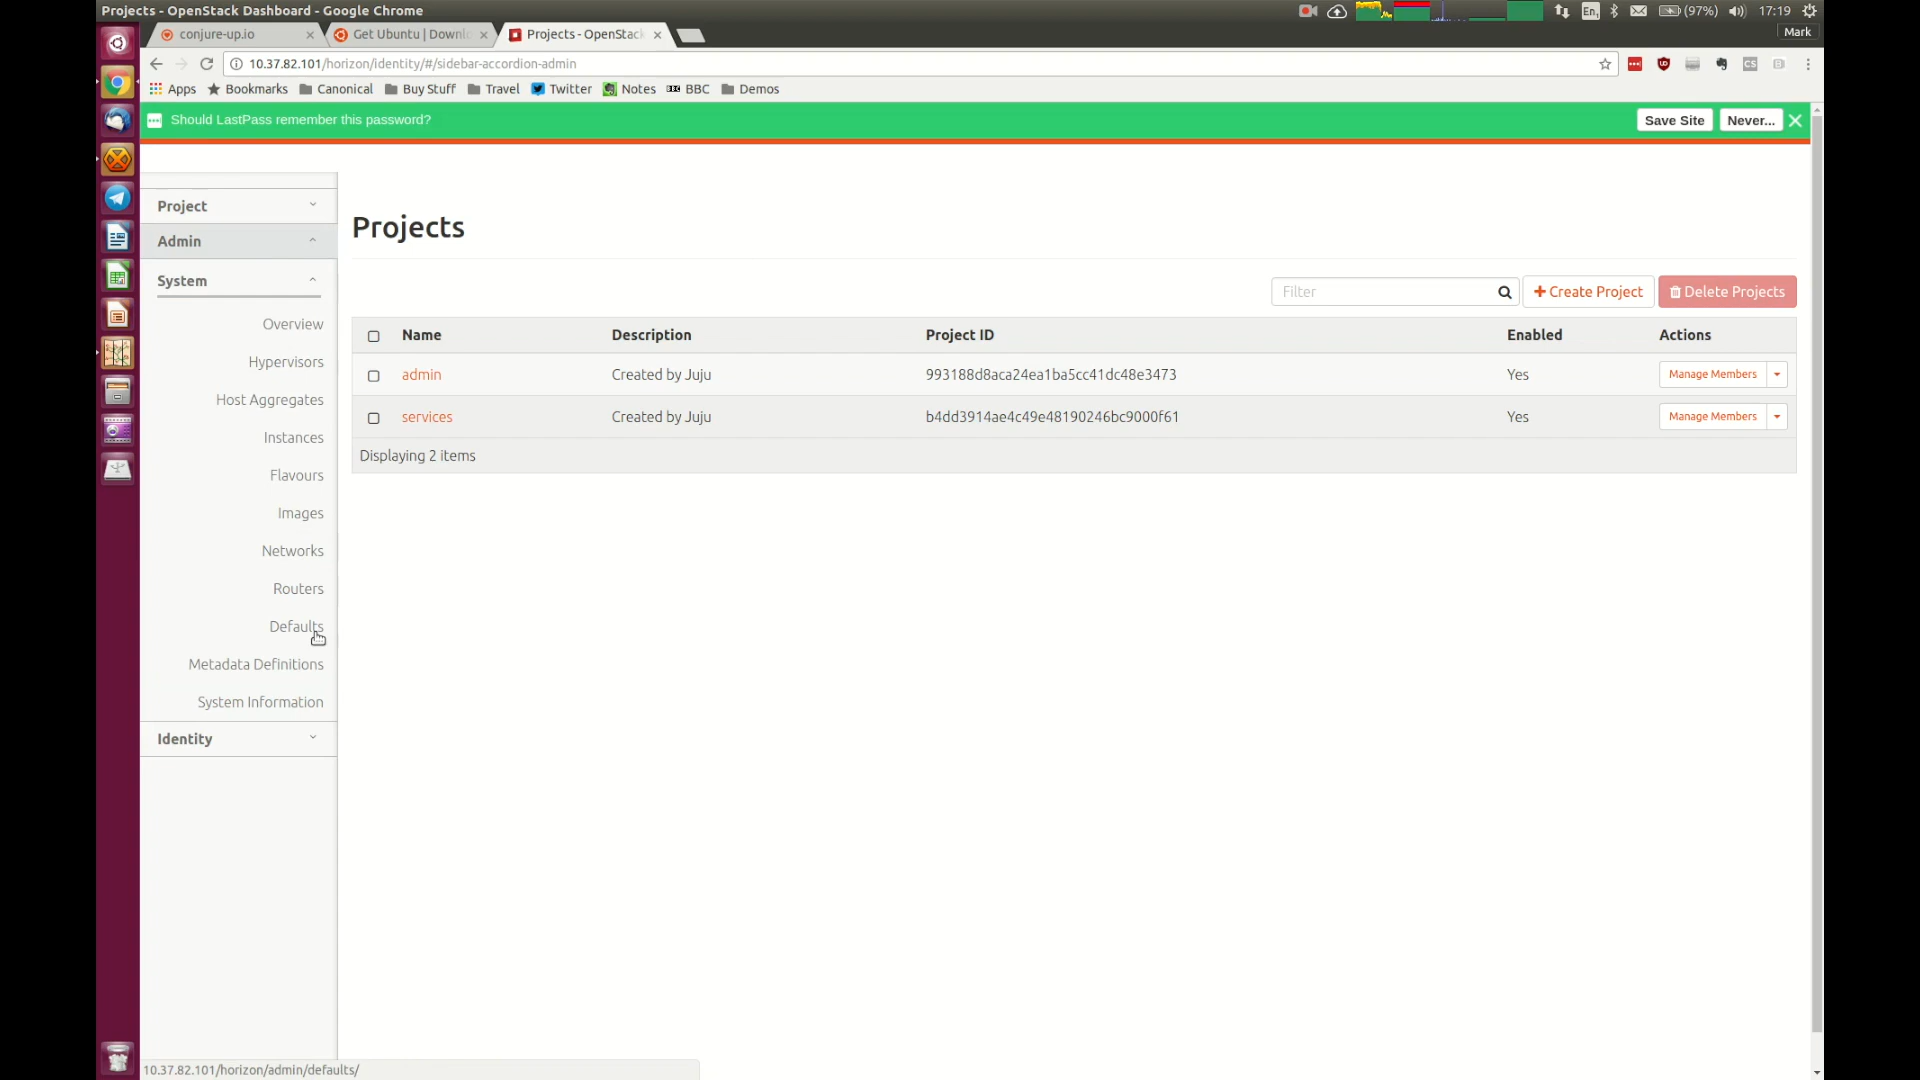 Projects - OpenStack Dashboard - Google Chrome
En
(97%)
17:19
conjure-up.io
Get Ubuntu | Downl
Projects - OpenStack
Mark
10.37.82.101/horizon/identity/#/sidebar-accordion-admin
Apps
Bookmarks
Canonical
Buy Stuff
Travel
Twitter
Notes
BBC
BBC
Demos
Should LastPass remember this password?
Save Site
Never...
Project
Admin
System
Overview
Hypervisors
Host Aggregates
Instances
Flavours
Images
Networks
Routers
Defaults
Metadata Definitions
System Information
Identity
Projects
Filter
+ Create Project
Delete Projects
Name Description Project ID Enabled Actions
admin Created by Juju 993188d8aca24ea1ba5cc41dc48e3473 Yes Manage Members
services Created by Juju b4dd3914ae4c49e48190246bc9000f61 Yes Manage Members
Displaying 2 items
10.37.82.101/horizon/admin/defaults/